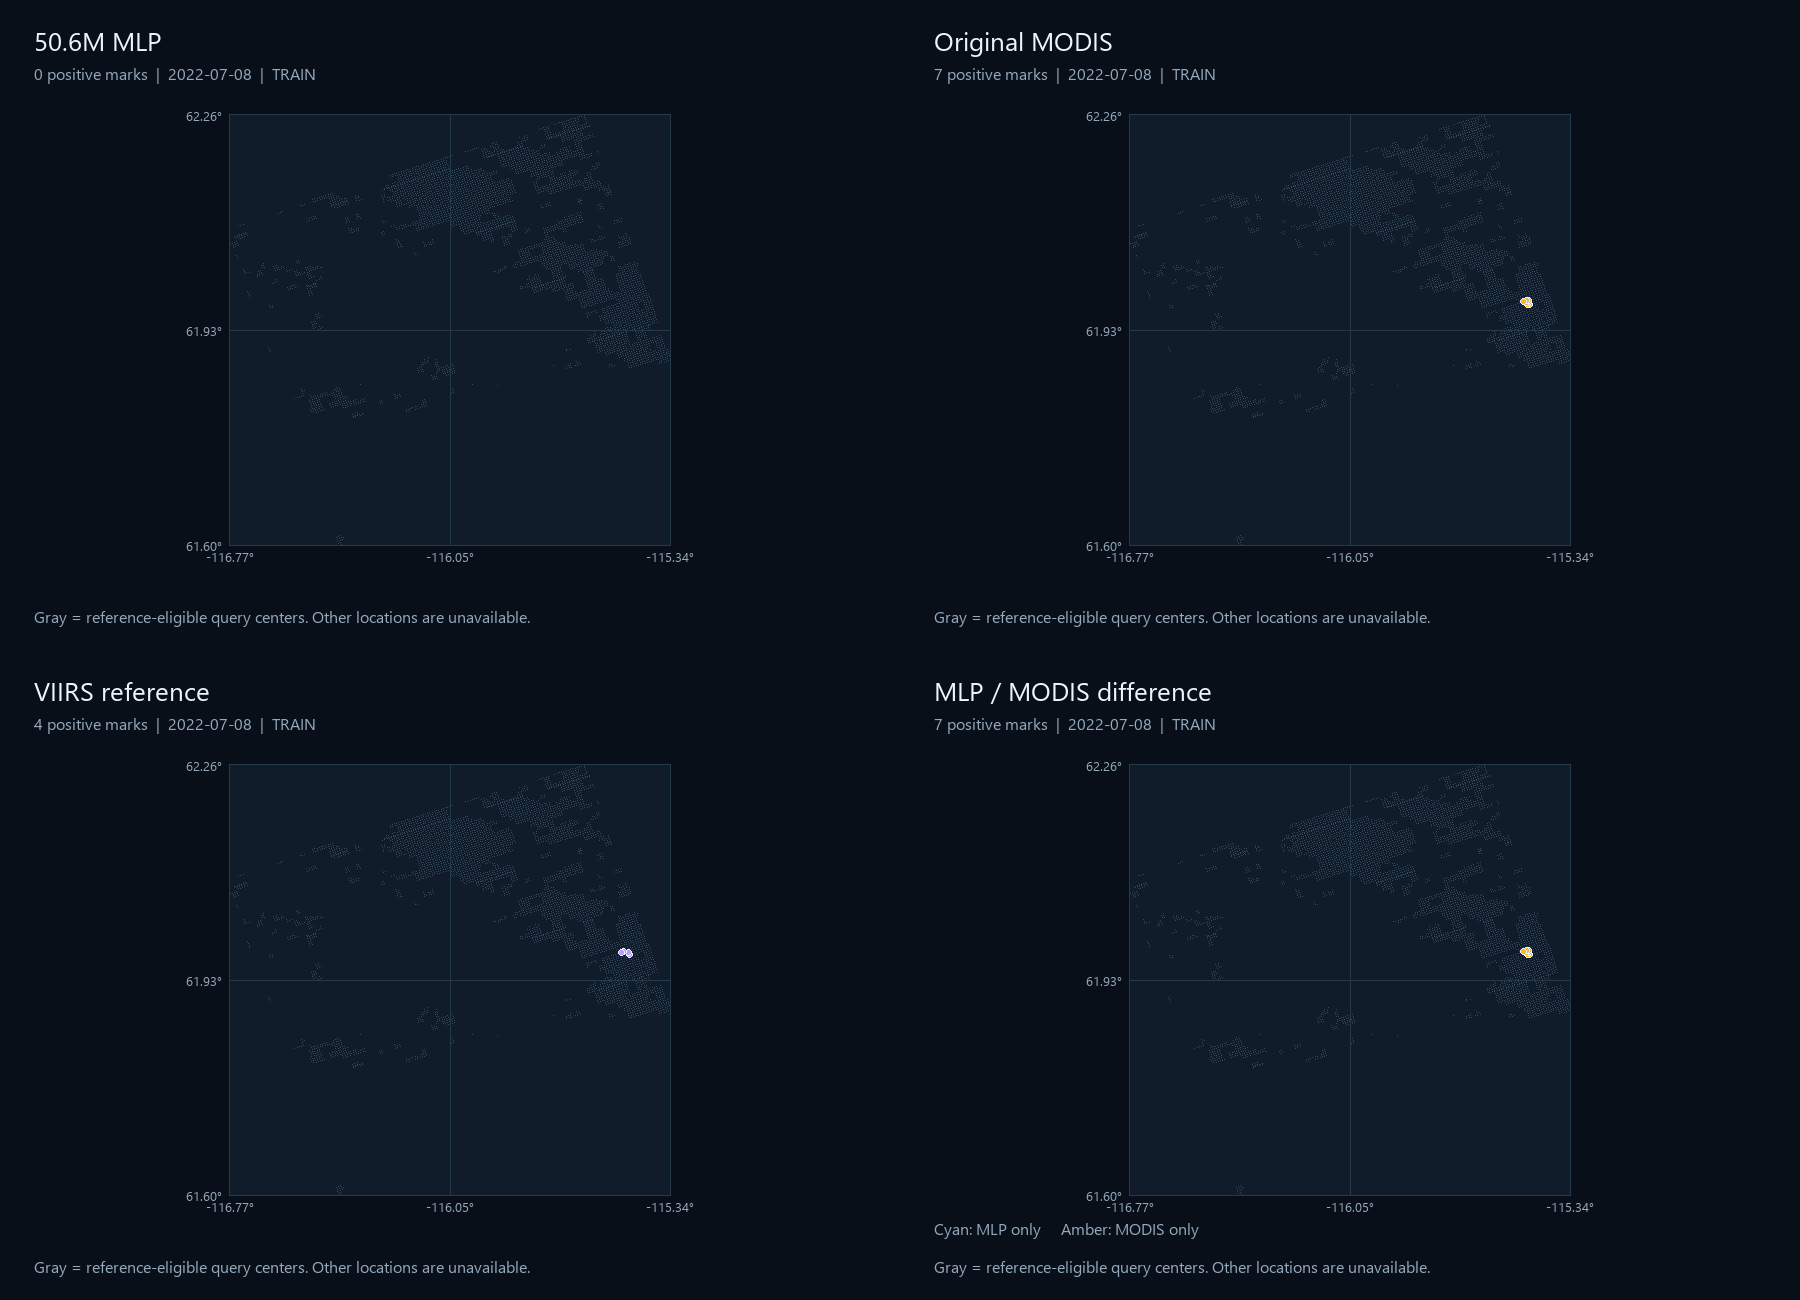 50.6M MLP
0 positive marks | 2022-07-08 | TRAIN
62.26°
61.93°
61.60°
-116.77°
-116.05°
-115.34°
Gray = reference-eligible query centers. Other locations are unavailable.
Original MODIS
7 positive marks | 2022-07-08 | TRAIN
62.26°
61.93°
61.60°
-116.77°
-116.05°
-115.34°
Gray = reference-eligible query centers. Other locations are unavailable.
VIIRS reference
4 positive marks | 2022-07-08 | TRAIN
62.26°
61.93°
61.60°
-116.77°
-116.05°
-115.34°
Gray = reference-eligible query centers. Other locations are unavailable.
MLP / MODIS difference
7 positive marks | 2022-07-08 | TRAIN
62.26°
61.93°
61.60°
-116.77°
-116.05°
-115.34°
Cyan: MLP only Amber: MODIS only
Gray = reference-eligible query centers. Other locations are unavailable.